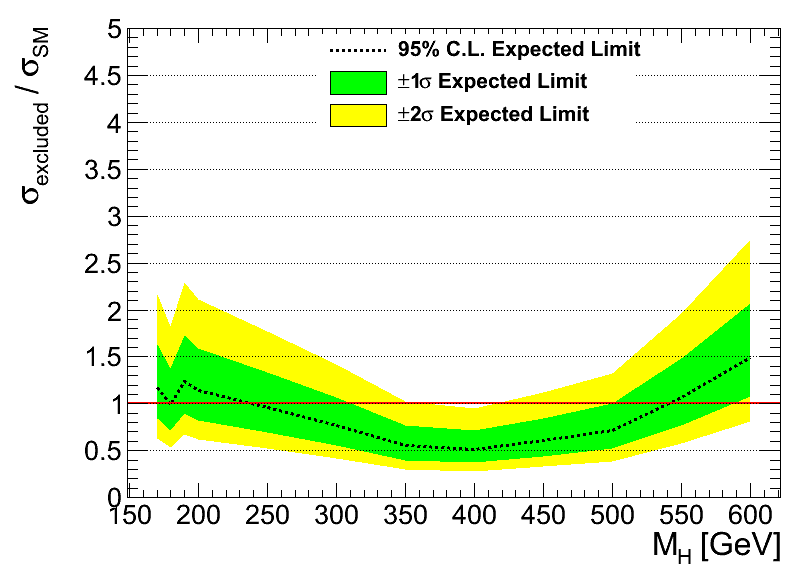 σexcluded / σSM
5
4.5
4
3.5
3
2.5
2
1.5
1
0.5
0
95% C.L. Expected Limit
±1σ Expected Limit
±2σ Expected Limit
150 200 250 300 350 400 450 500 550 600
MH [GeV]